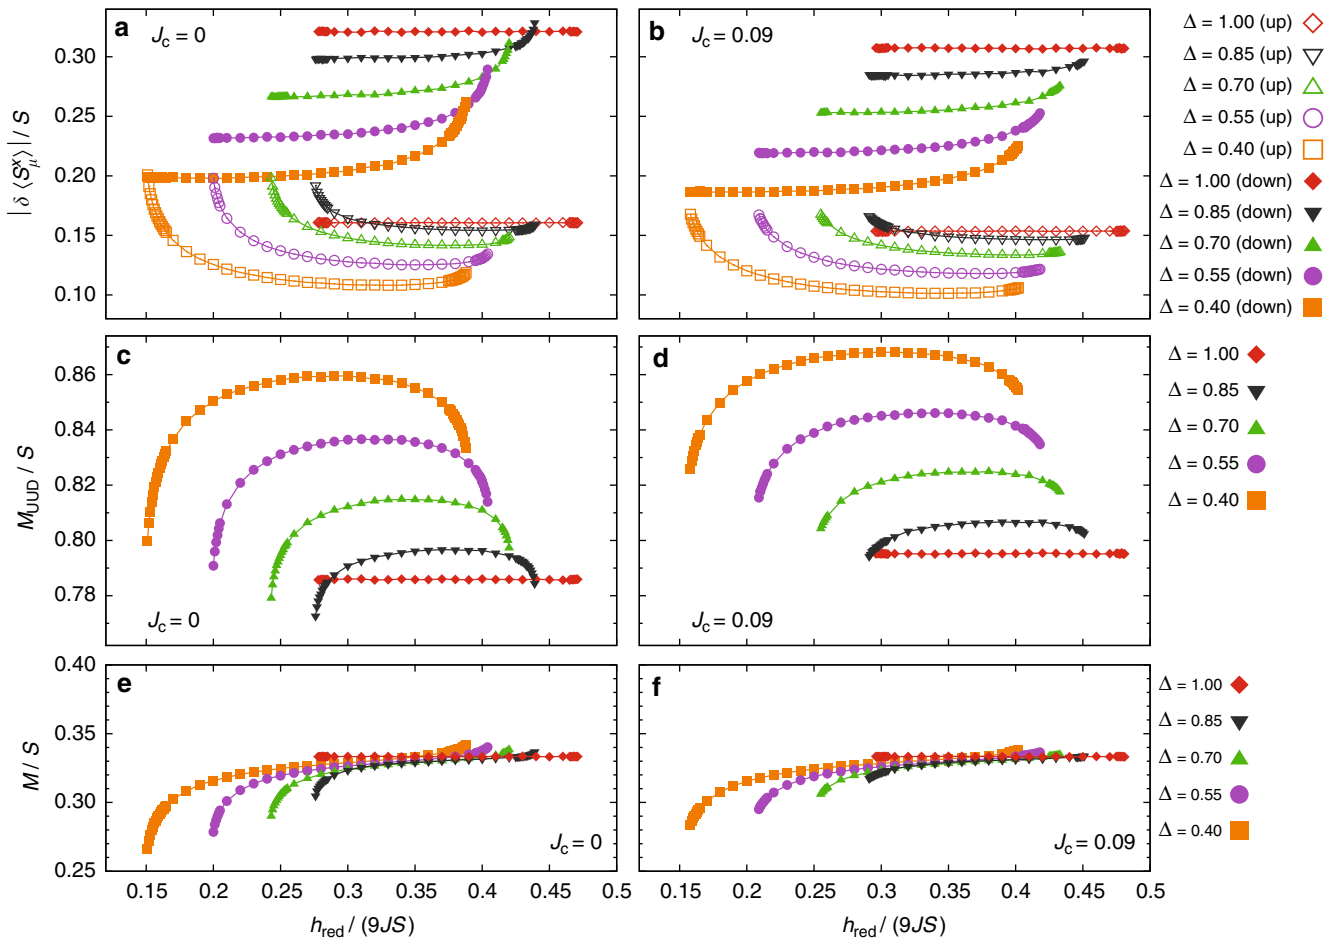 a
J_c = 0
0.30
0.25
0.20
0.15
0.10
|δ⟨S^x_μ⟩| / S
b
J_c = 0.09
Δ = 1.00 (up)
Δ = 0.85 (up)
Δ = 0.70 (up)
Δ = 0.55 (up)
Δ = 0.40 (up)
Δ = 1.00 (down)
Δ = 0.85 (down)
Δ = 0.70 (down)
Δ = 0.55 (down)
Δ = 0.40 (down)
c
0.86
0.84
0.82
0.80
0.78
M_UUD / S
J_c = 0
d
J_c = 0.09
Δ = 1.00
Δ = 0.85
Δ = 0.70
Δ = 0.55
Δ = 0.40
e
0.40
0.35
0.30
0.25
M / S
J_c = 0
0.15 0.2 0.25 0.3 0.35 0.4 0.45 0.5
h_red / (9JS)
f
J_c = 0.09
0.15 0.2 0.25 0.3 0.35 0.4 0.45 0.5
h_red / (9JS)
Δ = 1.00
Δ = 0.85
Δ = 0.70
Δ = 0.55
Δ = 0.40